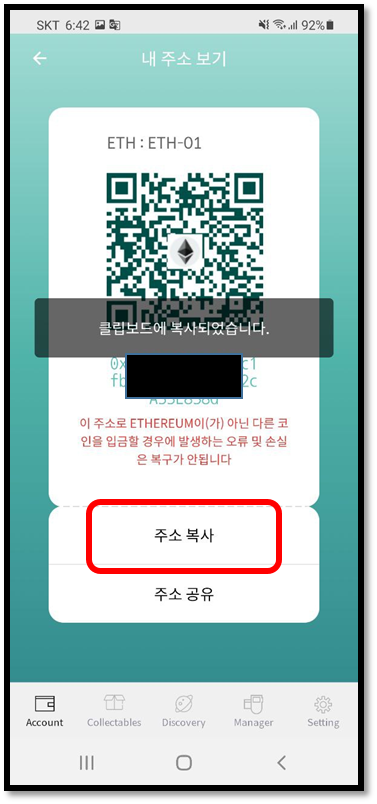 SKT 6:42 92%
내 주소 보기
ETH : ETH-01
클립보드에 복사되었습니다.
0x c1
fb 2c
A55E858d
이 주소로 ETHEREUM이(가) 아닌 다른 코
인을 입금할 경우에 발생하는 오류 및 손실
은 복구가 안됩니다
주소 복사
주소 공유
Account Collectables Discovery Manager Setting